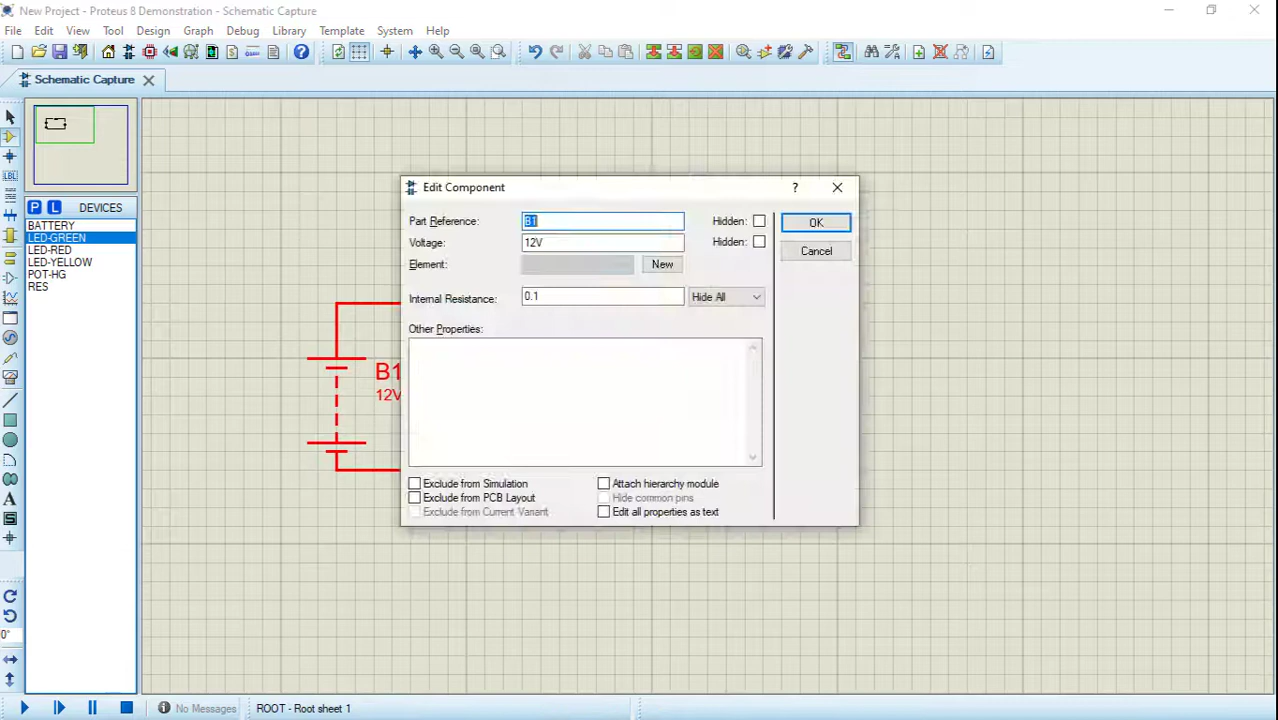 New Project - Proteus 8 Demonstration - Schematic Capture
File Edit View Tool Design Graph Debug Library Template System Help
Schematic Capture
P L DEVICES
BATTERY
LED-GREEN
LED-RED
LED-YELLOW
POT-HG
RES
LBL
A
S
0°
B1
12V
Edit Component
?
Part Reference: B1 Hidden: OK
Voltage: 12V Hidden:
Element: New Cancel
Internal Resistance: 0.1 Hide All
Other Properties:
Exclude from Simulation Attach hierarchy module
Exclude from PCB Layout Hide common pins
Exclude from Current Variant Edit all properties as text
No Messages ROOT - Root sheet 1